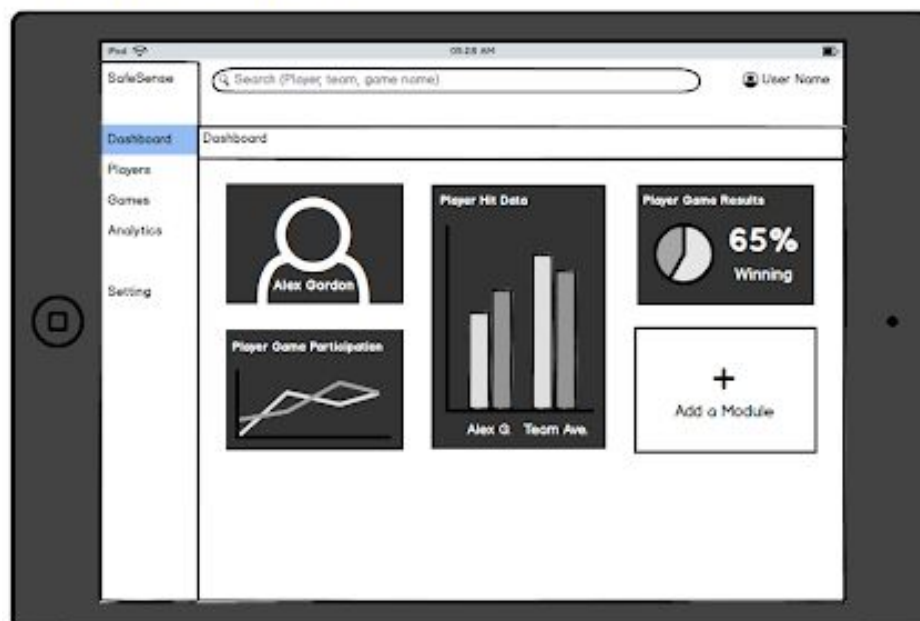 iPad 09:28 AM
SafeSense
Search (Player, team, game name)
User Name
Dashboard
Players
Games
Analytics
Setting
Dashboard
Alex Gordon
Player Game Participation
Player Hit Data
Alex G. Team Ave.
Player Game Results
65%
Winning
+
Add a Module